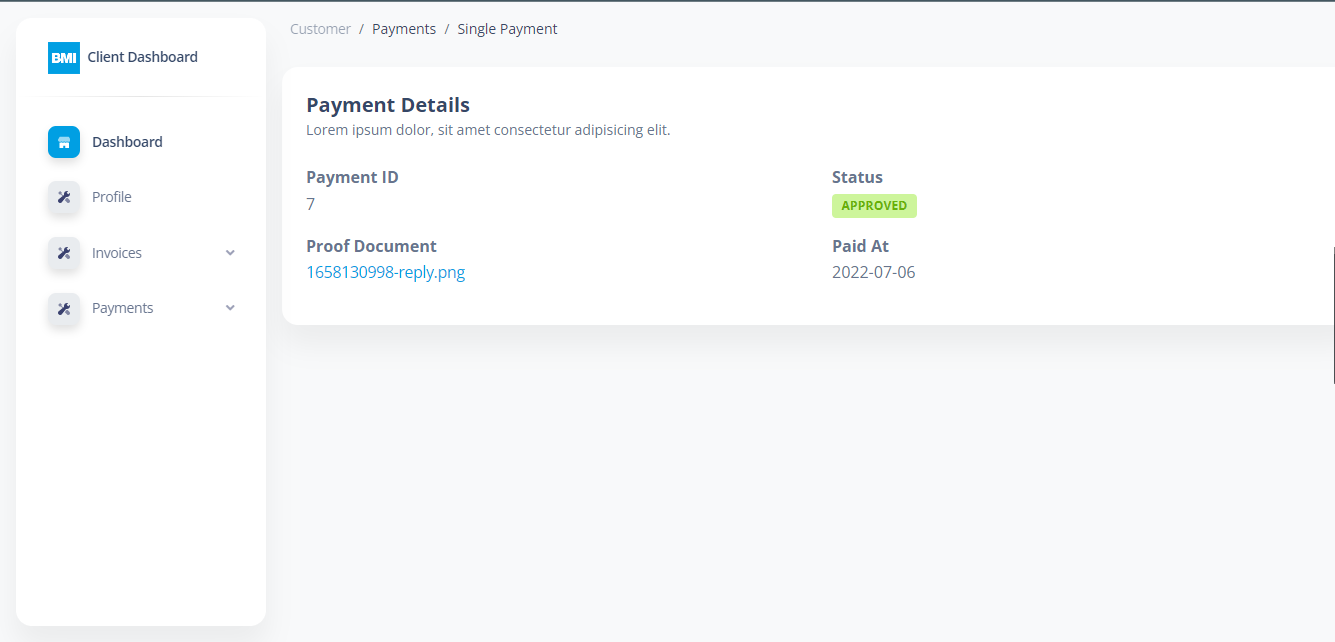 Customer / Payments / Single Payment
BMI Client Dashboard
Dashboard
Profile
Invoices
Payments
Payment Details
Lorem ipsum dolor, sit amet consectetur adipisicing elit.
Payment ID
7
Status
APPROVED
Proof Document
1658130998-reply.png
Paid At
2022-07-06